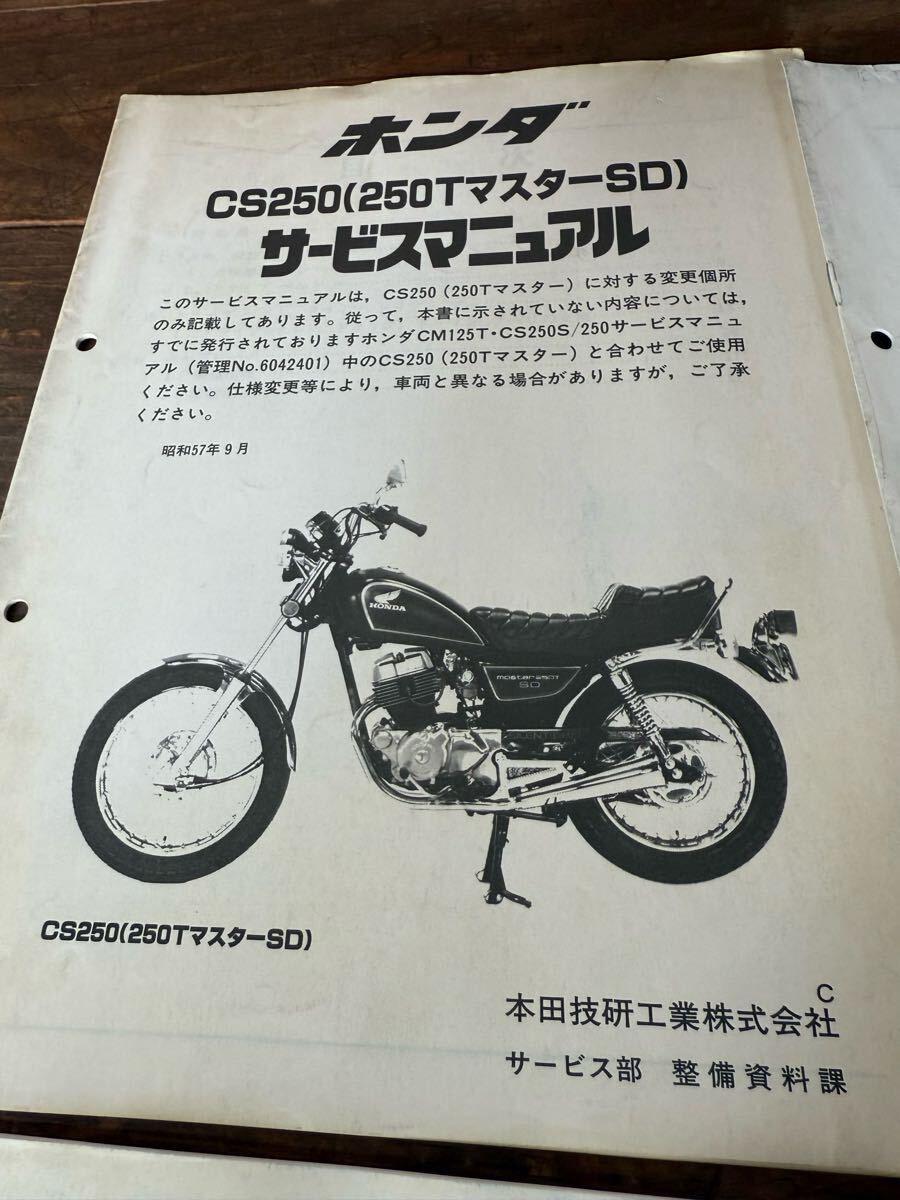 ホンダ
CS250(250TマスターSD)
サービスマニュアル
このサービスマニュアルは，CS250（250Tマスター）に対する変更個所
のみ記載してあります。従って，本書に示されていない内容については，
すでに発行されておりますホンダCM125T・CS250S/250サービスマニュ
アル（管理No.6042401）中のCS250（250Tマスター）と合わせてご使用
ください。仕様変更等により，車両と異なる場合がありますが，ご了承
ください。
昭和57年9月
HONDA
master250T
SD
CS250(250TマスターSD)
C
本田技研工業株式会社
サービス部 整備資料課